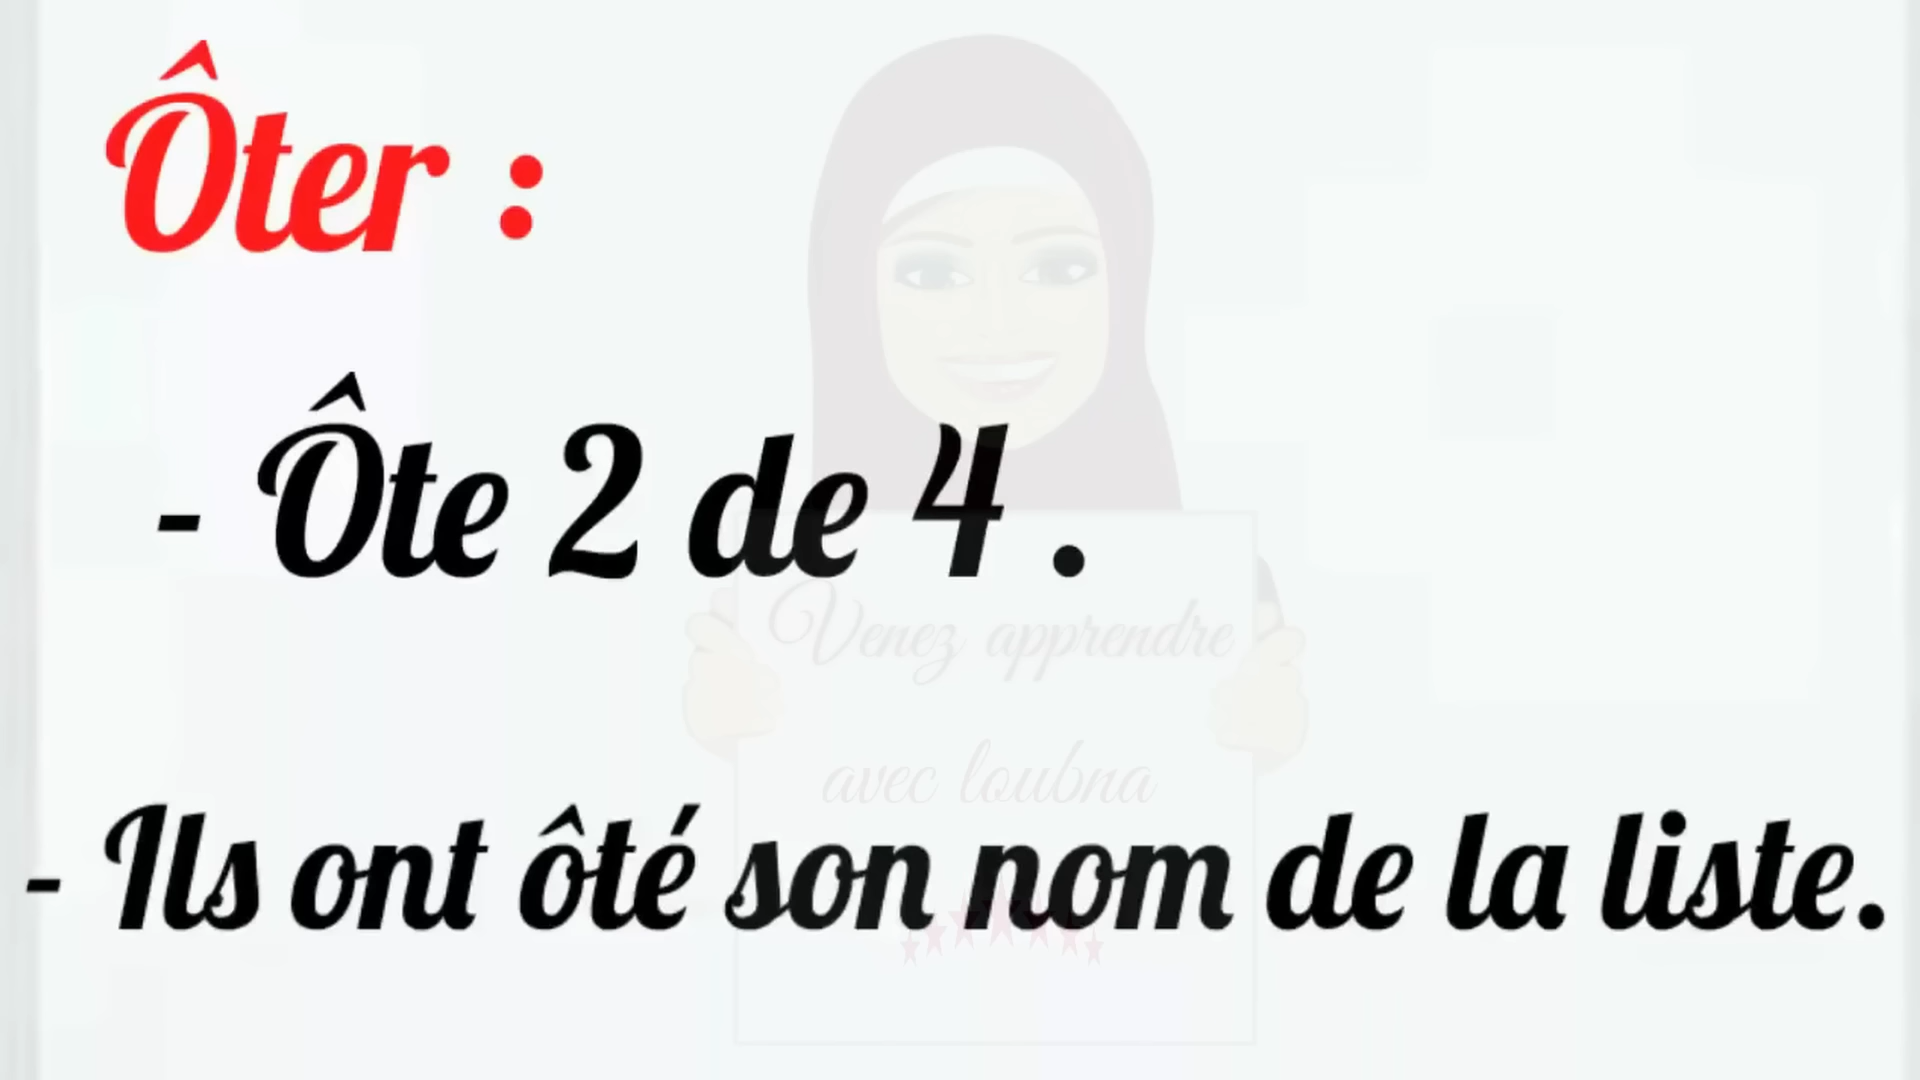 Ôter :
- Ôte 2 de 4 .
Venez apprendre
avec loubna
- Ils ont ôté son nom de la liste.